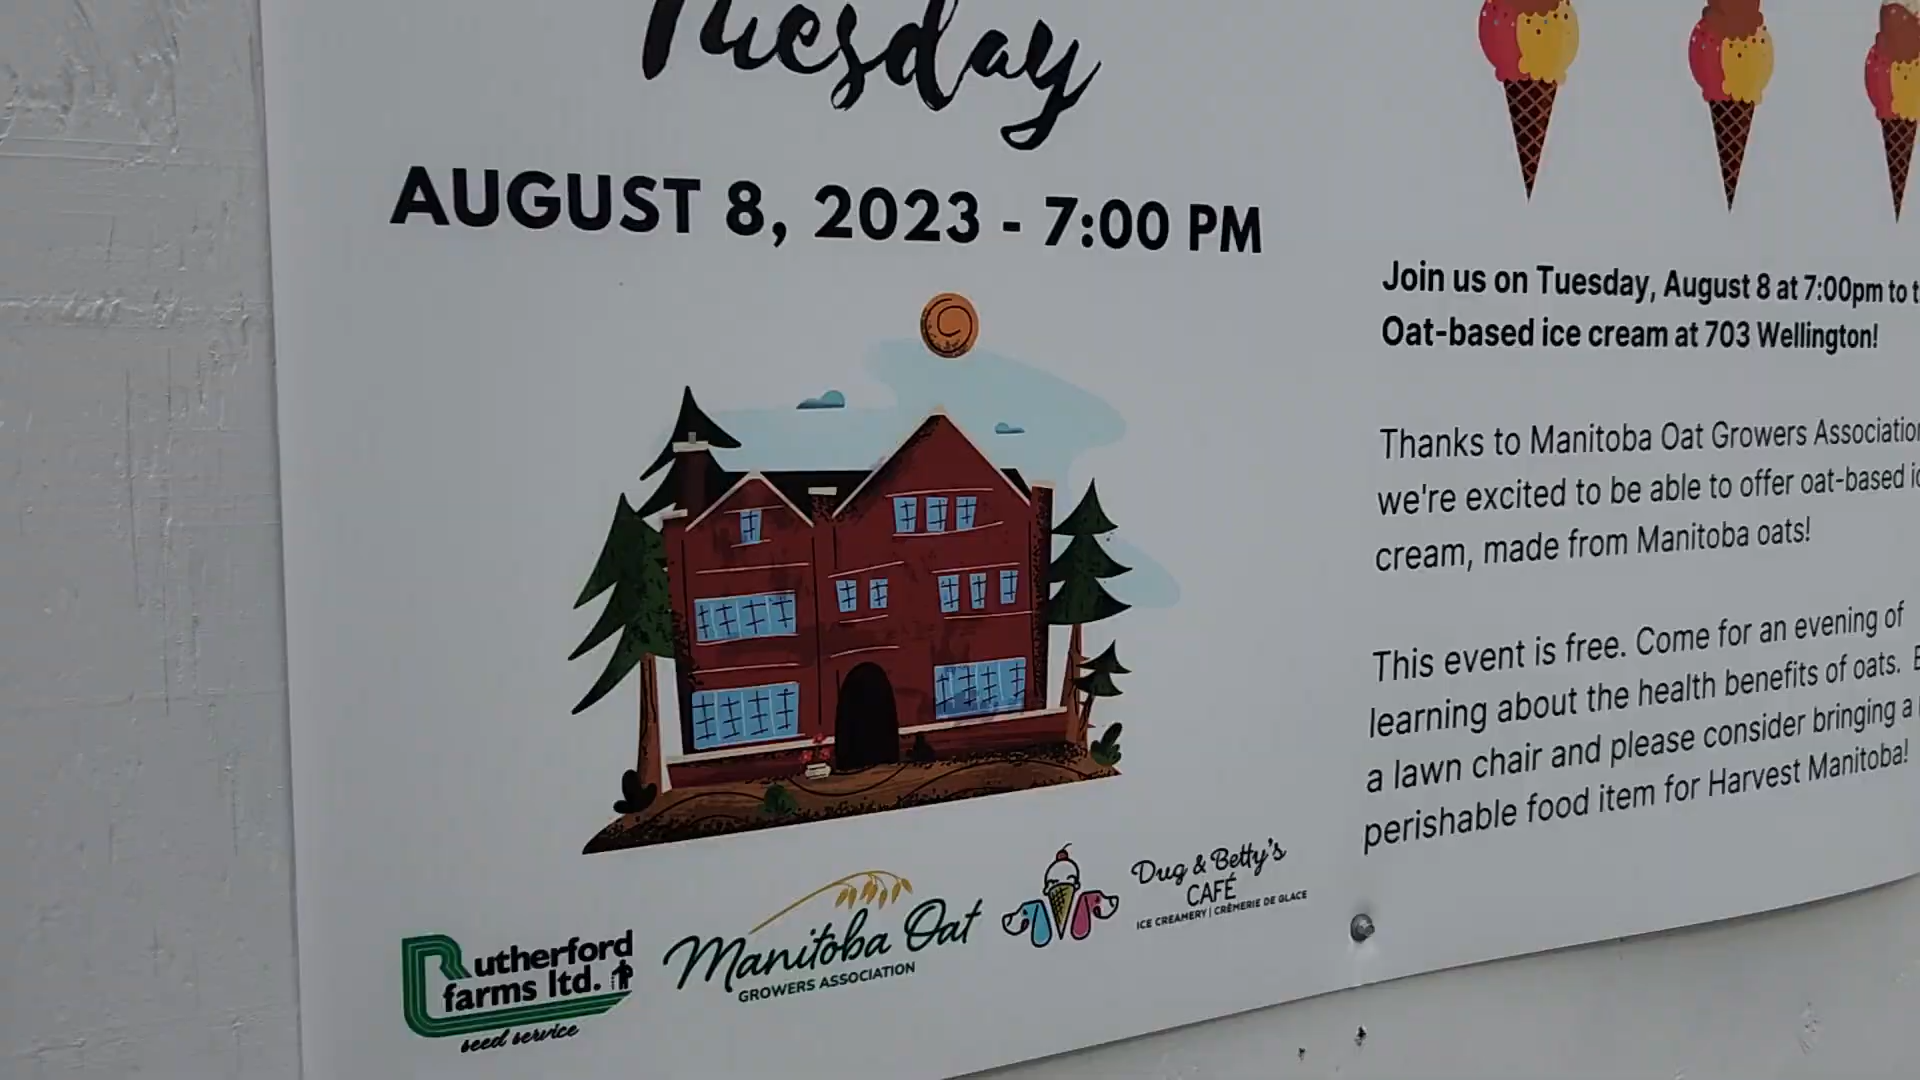 Tuesday
AUGUST 8, 2023 - 7:00 PM
Join us on Tuesday, August 8 at 7:00pm to
Oat-based ice cream at 703 Wellington!
Thanks to Manitoba Oat Growers Association
we're excited to be able to offer oat-based
cream, made from Manitoba oats!
This event is free. Come for an evening of
learning about the health benefits of oats.
a lawn chair and please consider bringing a
perishable food item for Harvest Manitoba!
Rutherford
farms ltd.
seed service
Manitoba Oat
GROWERS ASSOCIATION
Dug & Betty's
CAFÉ
ICE CREAMERY | CRÈMERIE DE GLACE